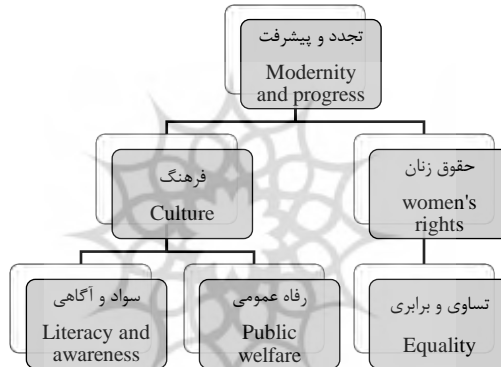 تجدد و پیشرفت
Modernity
and progress
فرهنگ
Culture
حقوق زنان
women's
rights
سواد و آگاهی
Literacy and
awareness
رفاه عمومی
Public
welfare
تساوی و برابری
Equality